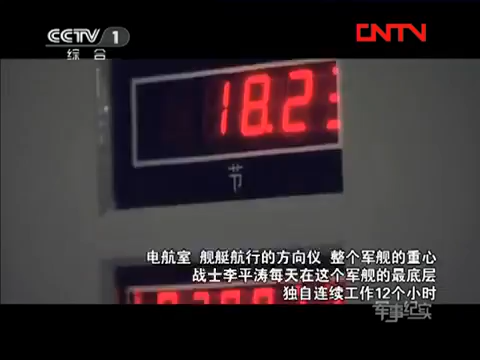 CCTV 1
综合
CNTV
18.23
节
电航室 舰艇航行的方向仪 整个军舰的重心
战士李平涛每天在这个军舰的最底层
独自连续工作12个小时
军事纪实